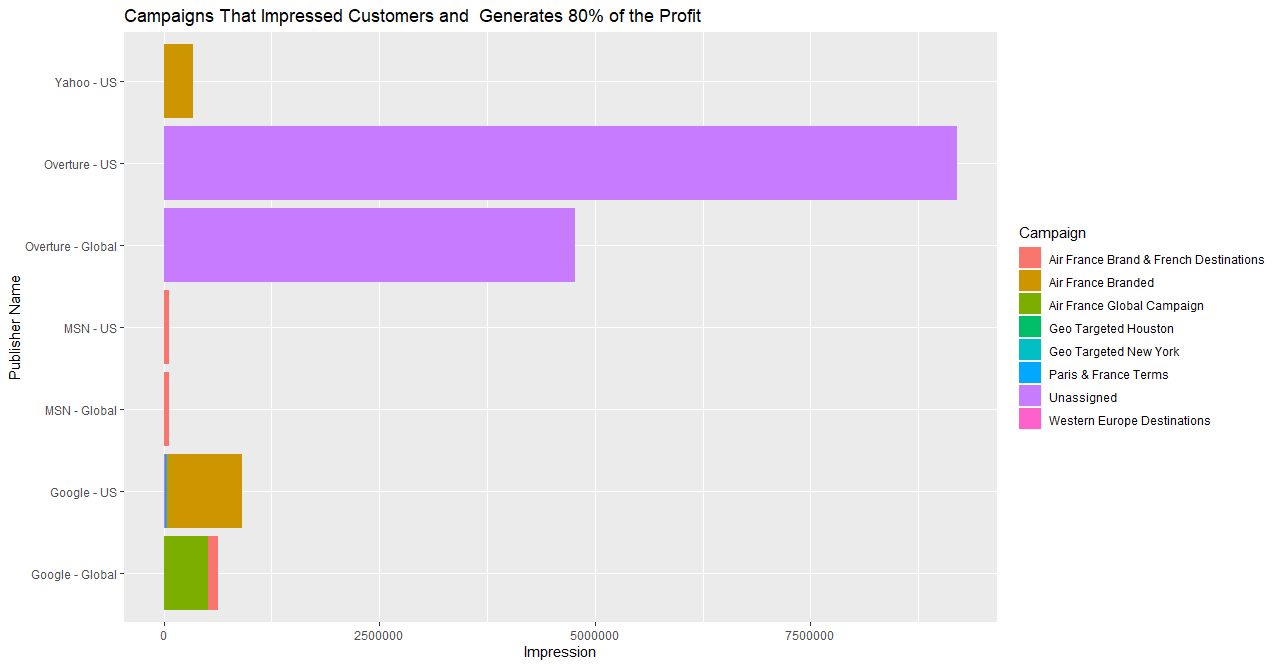 Campaigns That Impressed Customers and  Generates 80% of the Profit
Publisher Name
Yahoo - US
Overture - US
Overture - Global
MSN - US
MSN - Global
Google - US
Google - Global
0
2500000
5000000
7500000
Impression
Campaign
Air France Brand & French Destinations
Air France Branded
Air France Global Campaign
Geo Targeted Houston
Geo Targeted New York
Paris & France Terms
Unassigned
Western Europe Destinations